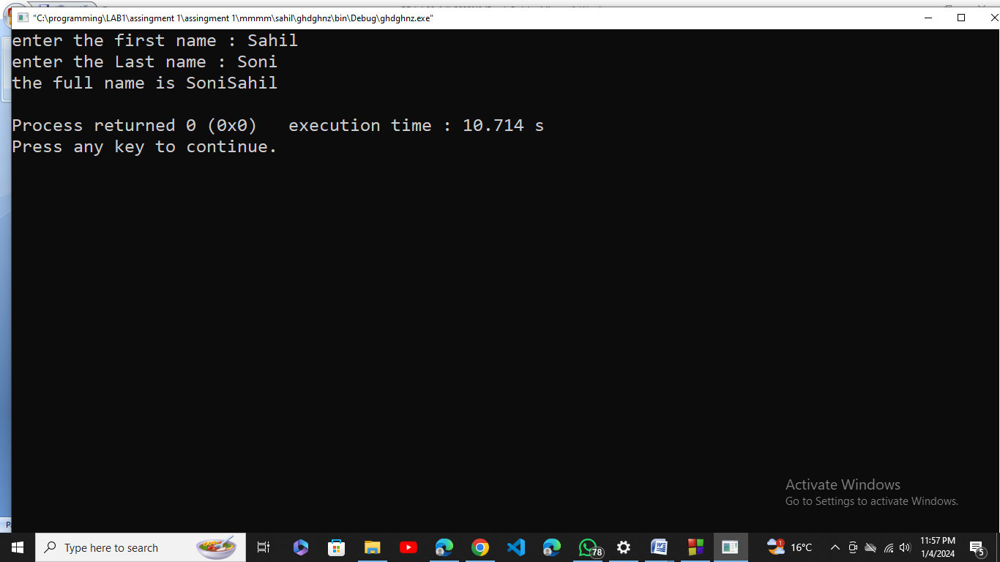 "C:\programming\LAB1\assingment 1\assingment 1\mmmm\sahil\ghdghnz\bin\Debug\ghdghnz.exe"
enter the first name : Sahil
enter the Last name : Soni
the full name is SoniSahil
Process returned 0 (0x0)   execution time : 10.714 s
Press any key to continue.
Activate Windows
Go to Settings to activate Windows.
Type here to search
78
1
16°C
11:57 PM
1/4/2024
5